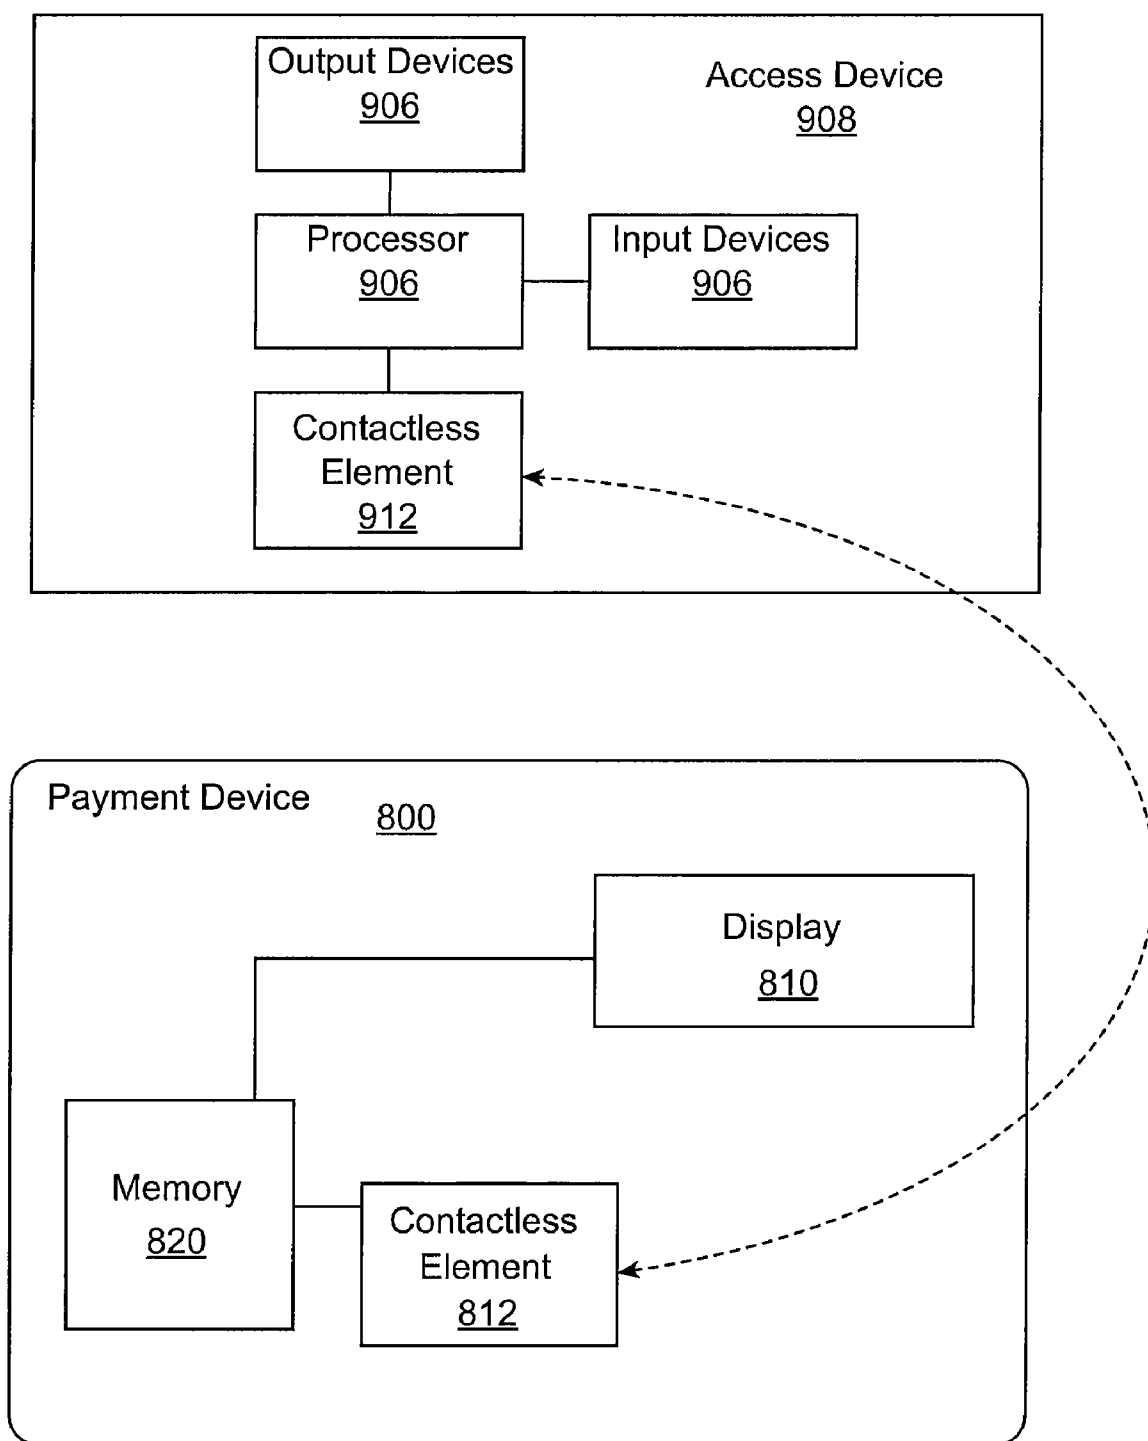 Output Devices
906
Access Device
908
Processor
906
Input Devices
906
Contactless
Element
912
Payment Device
800
Display
810
Memory
820
Contactless
Element
812